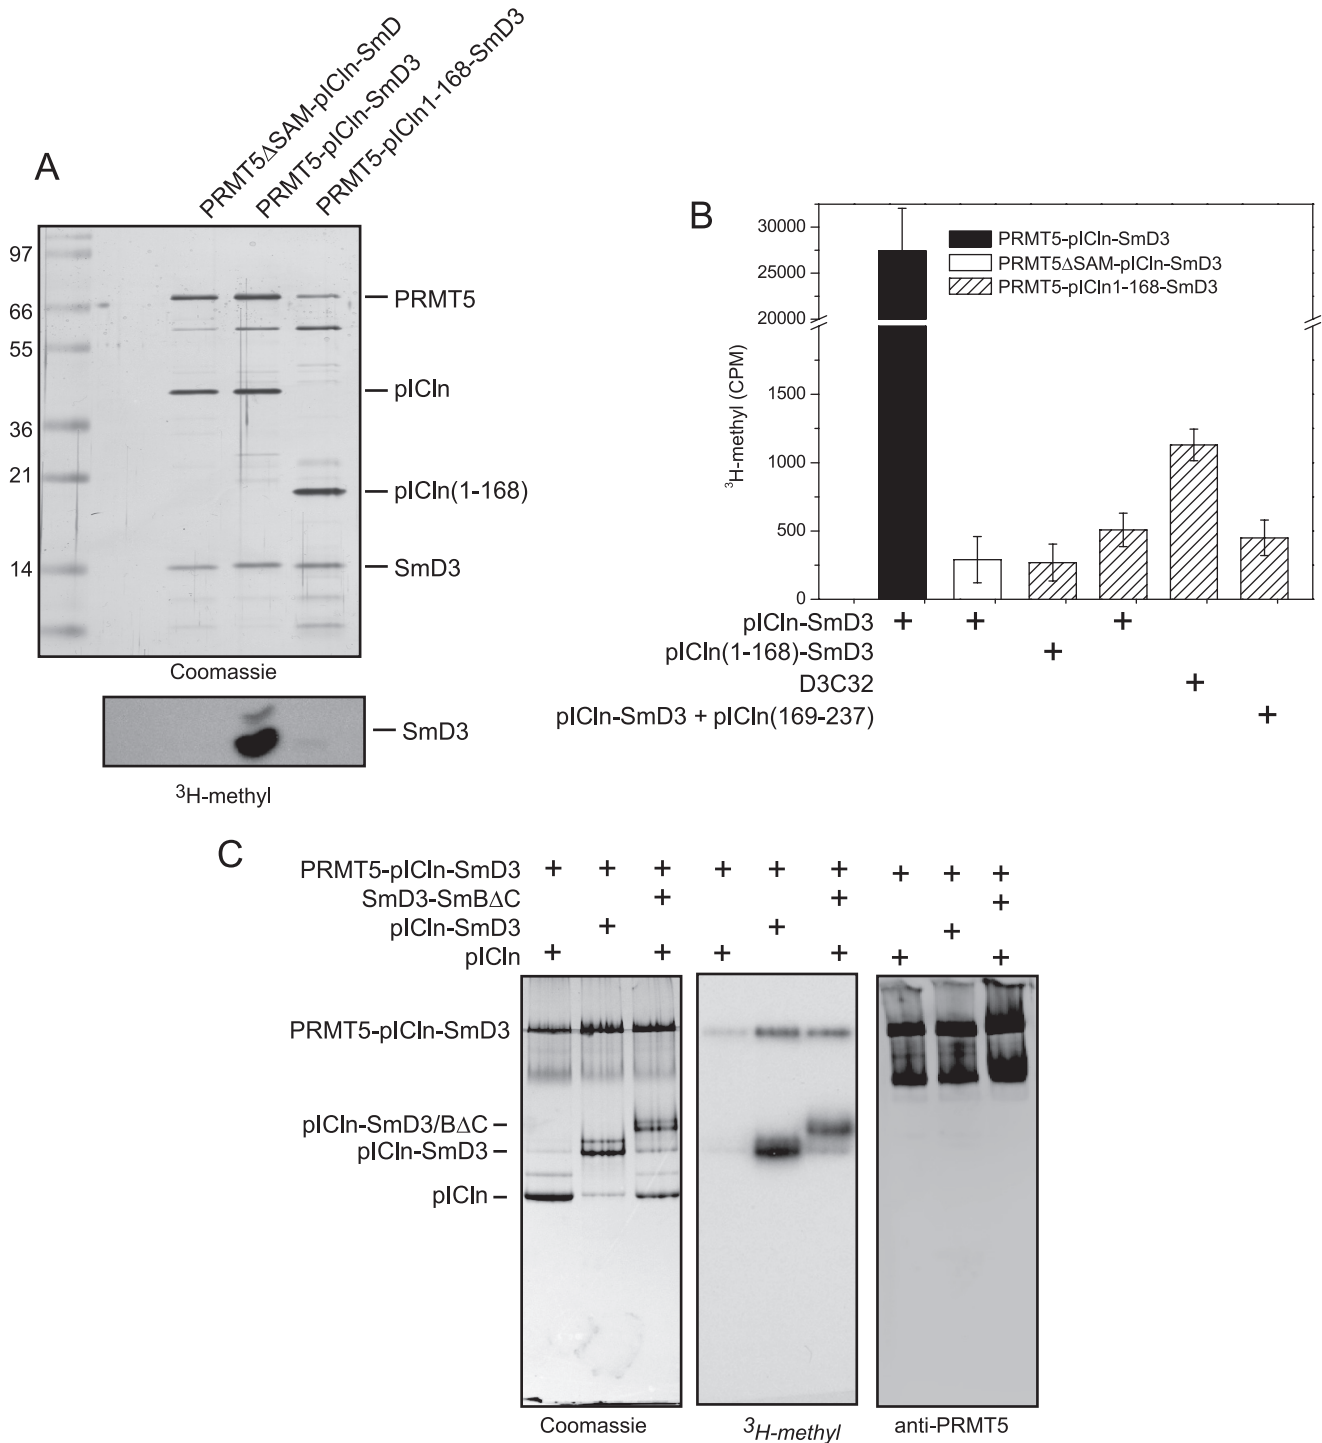 A
PRMT5ΔSAM-pICln-SmD
PRMT5-pICln-SmD3
PRMT5-pICln1-168-SmD3
97
66
55
36
21
14
PRMT5
pICln
pICln(1-168)
SmD3
Coomassie
SmD3
³H-methyl
B
30000
25000
20000
1500
1000
500
0
³H-methyl (CPM)
PRMT5-pICln-SmD3
PRMT5ΔSAM-pICln-SmD3
PRMT5-pICln1-168-SmD3
pICln-SmD3 + + +
pICln(1-168)-SmD3 +
D3C32 +
pICln-SmD3 + pICln(169-237) +
C
PRMT5-pICln-SmD3 + + + + + + + + +
SmD3-SmBΔC + + +
pICln-SmD3 + + +
pICln + + + + + +
PRMT5-pICln-SmD3
pICln-SmD3/BΔC
pICln-SmD3
pICln
Coomassie
³H-methyl
anti-PRMT5